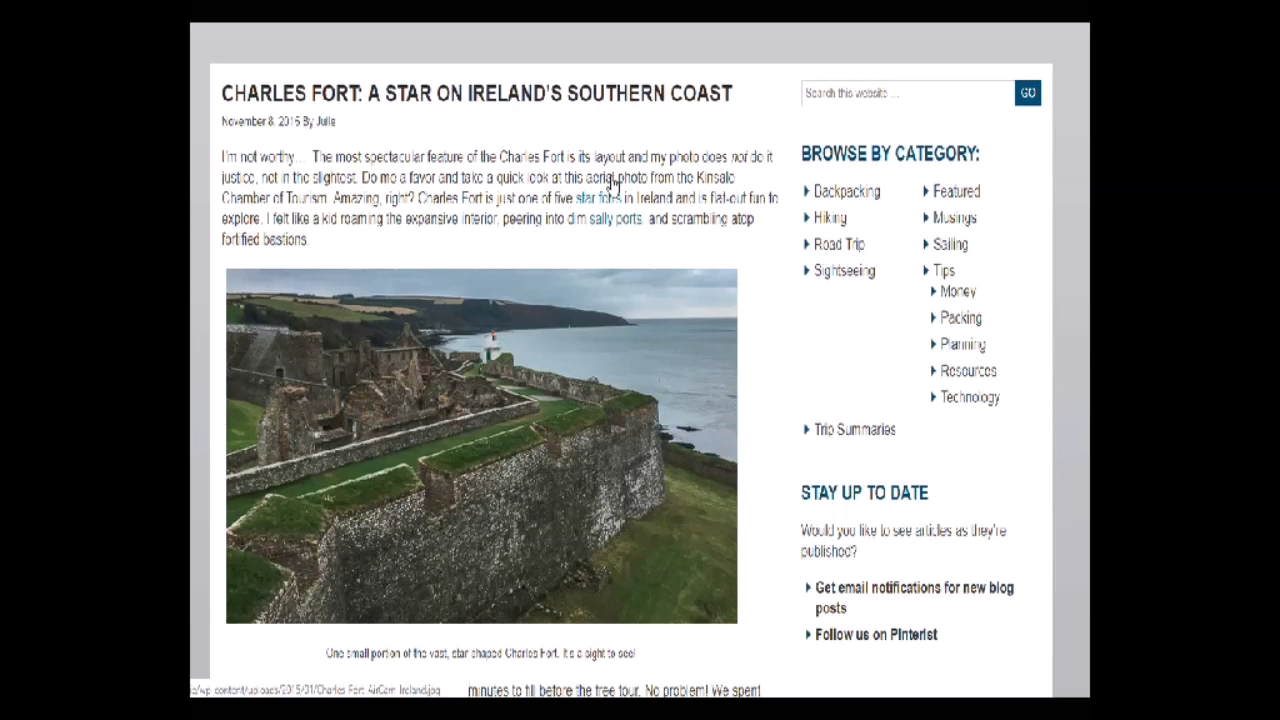 CHARLES FORT: A STAR ON IRELAND'S SOUTHERN COAST
November 8, 2015 By Julie
I'm not worthy… The most spectacular feature of the Charles Fort is its layout and my photo does not do it
justice, not in the slightest. Do me a favor and take a quick look at this aerial photo from the Kinsale
Chamber of Tourism. Amazing, right? Charles Fort is just one of five star forts in Ireland and is flat-out fun to
explore. I felt like a kid roaming the expansive interior, peering into dim sally ports, and scrambling atop
fortified bastions.
One small portion of the vast, star shaped Charles Fort. It's a sight to see!
minutes to fill before the free tour. No problem! We spent
Search this website …
GO
BROWSE BY CATEGORY:
Backpacking
Hiking
Road Trip
Sightseeing
Featured
Musings
Sailing
Tips
Money
Packing
Planning
Resources
Technology
Trip Summaries
STAY UP TO DATE
Would you like to see articles as they're
published?
Get email notifications for new blog
posts
Follow us on Pinterist
a/wp-content/uploads/2015/01/Charles-Fort-AirCam-Ireland.jpg